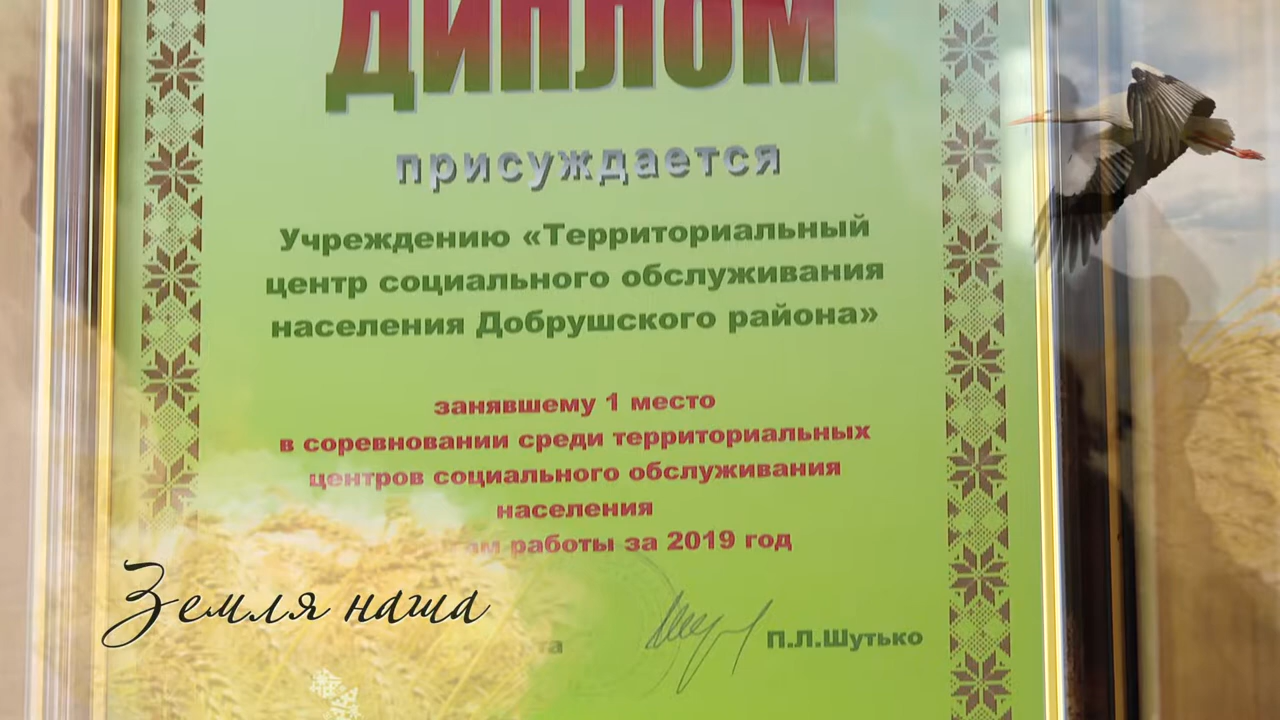 ДИПЛОМ
присуждается
Учреждению «Территориальный
центр социального обслуживания
населения Добрушского района»
занявшему 1 место
в соревновании среди территориальных
центров социального обслуживания
населения
работы за 2019 год
Земля наша
П.Л.Шутько